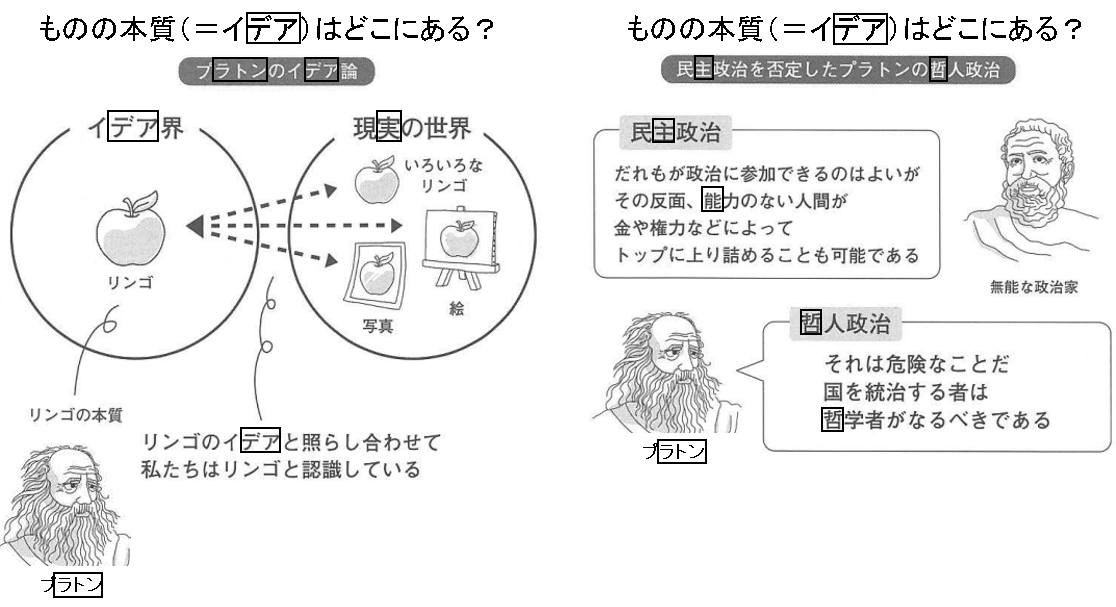 ものの本質(＝イデア)はどこにある？
プラトンのイデア論
イデア界
現実の世界
いろいろな
リンゴ
リンゴ
写真
絵
リンゴの本質
リンゴのイデアと照らし合わせて
私たちはリンゴと認識している
プラトン
ものの本質(＝イデア)はどこにある？
民主政治を否定したプラトンの哲人政治
民主政治
だれもが政治に参加できるのはよいが
その反面、能力のない人間が
金や権力などによって
トップに上り詰めることも可能である
無能な政治家
哲人政治
それは危険なことだ
国を統治する者は
哲学者がなるべきである
プラトン